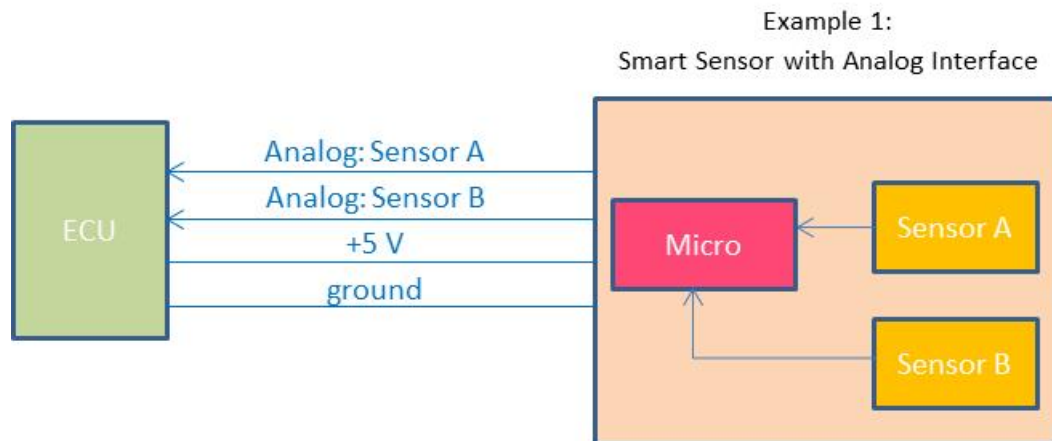 Example 1:
Smart Sensor with Analog Interface
Analog: Sensor A
Analog: Sensor B
+5 V
ground
ECU
Micro
Sensor A
Sensor B